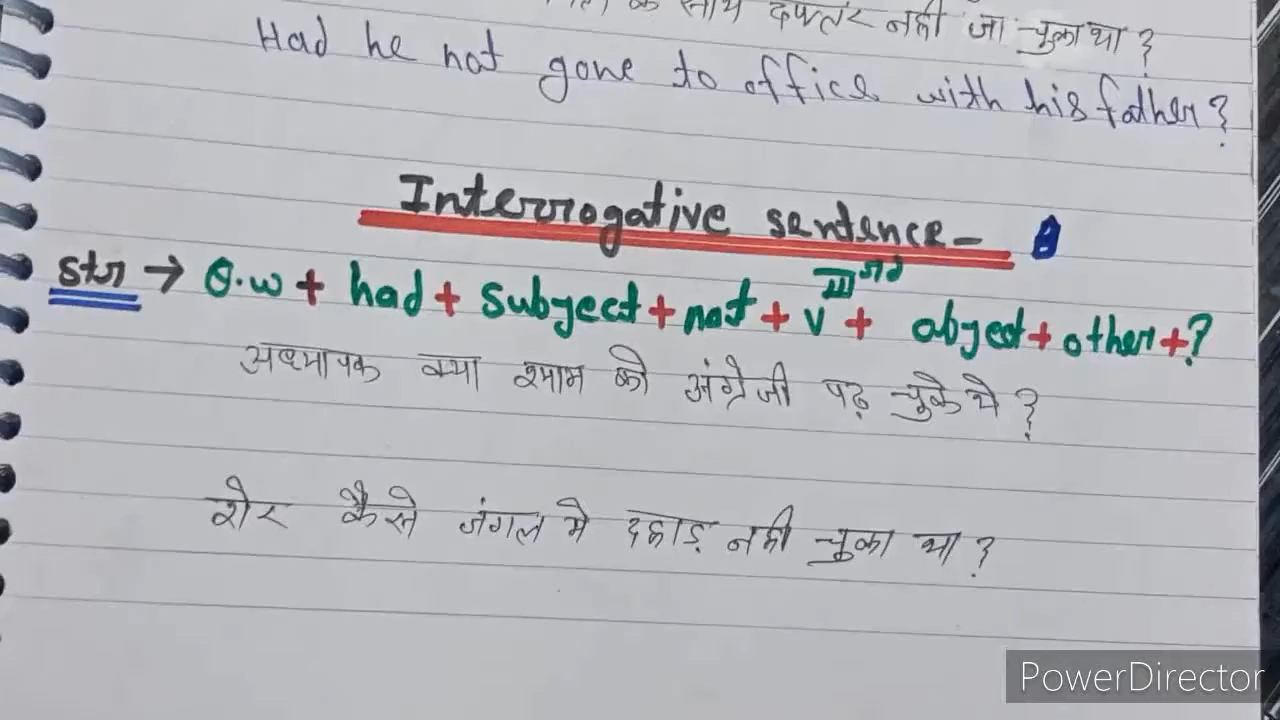 के साथ दफ्तर नही जा चुका था ?
Had he not gone to office with his father ?
Interrogative sentence -
Str → Q.w + had + subject + not + v IIIrd + object + other + ?
अध्यापक क्या श्याम को अंग्रेजी पढ़ चुके थे ?
शेर कैसे जंगल मे दहाड़ नही चुका था ?
PowerDirector